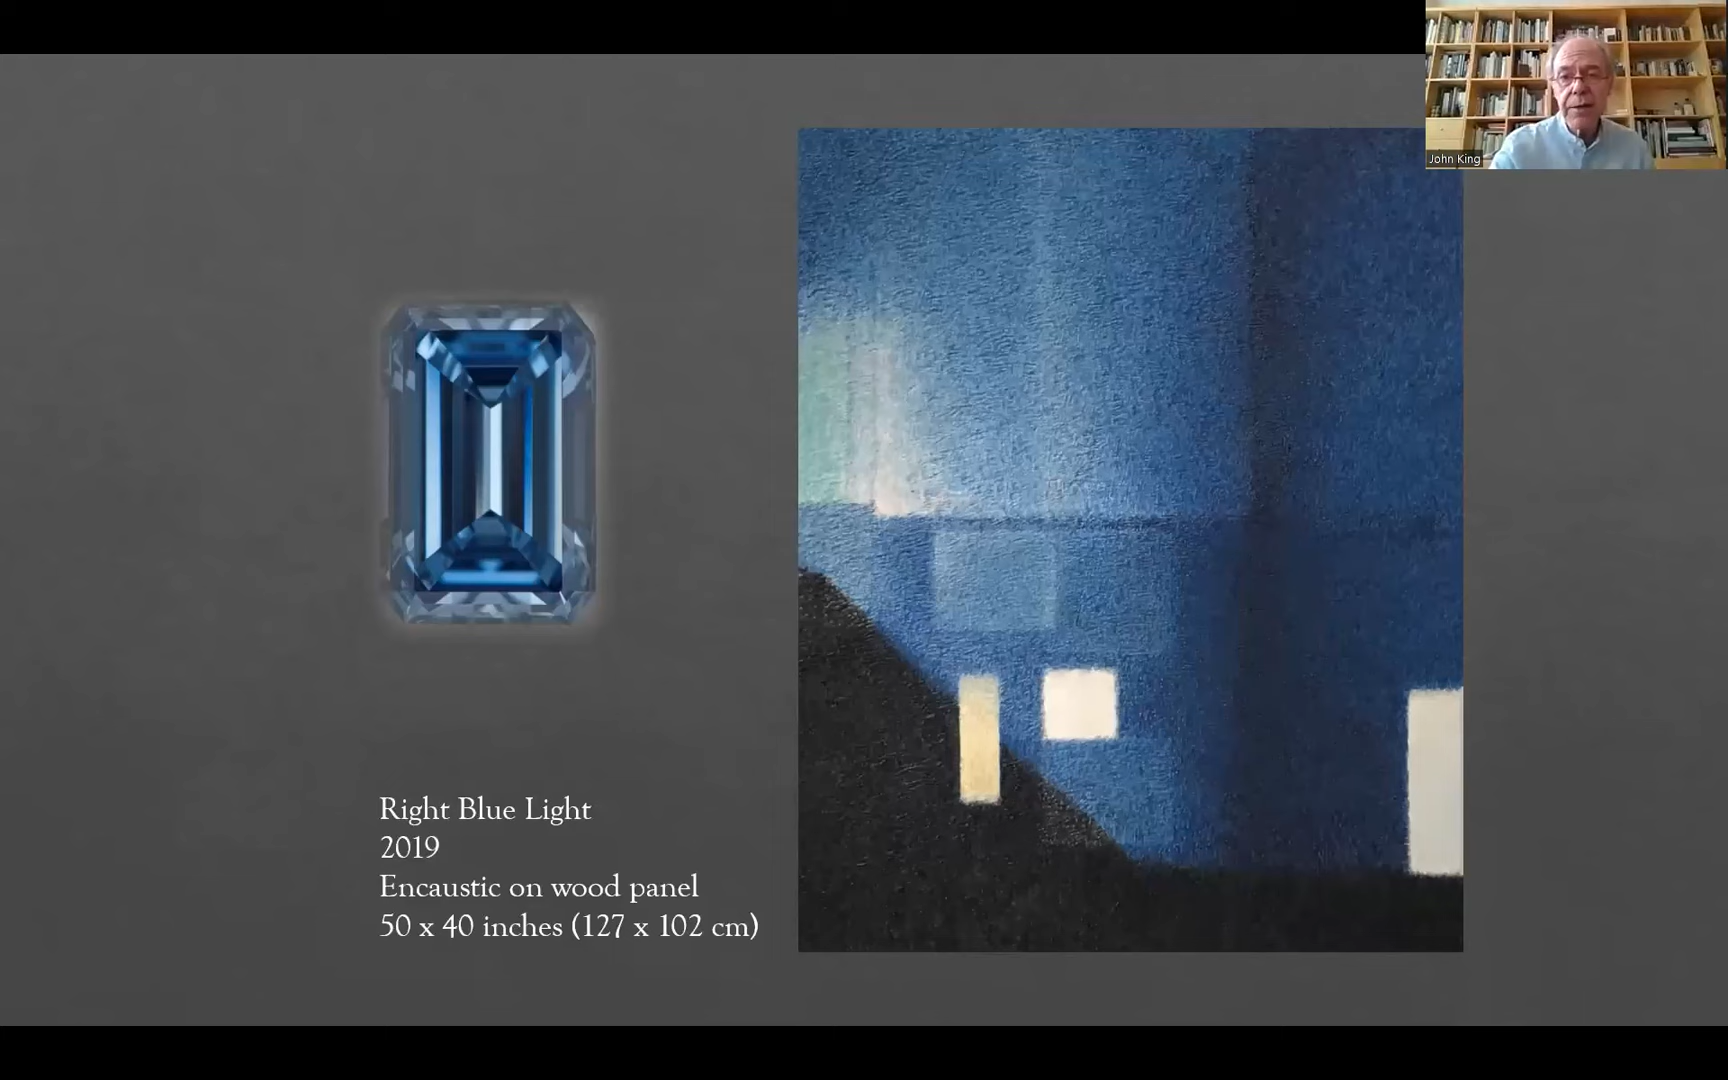 John King
Right Blue Light
2019
Encaustic on wood panel
50 x 40 inches (127 x 102 cm)